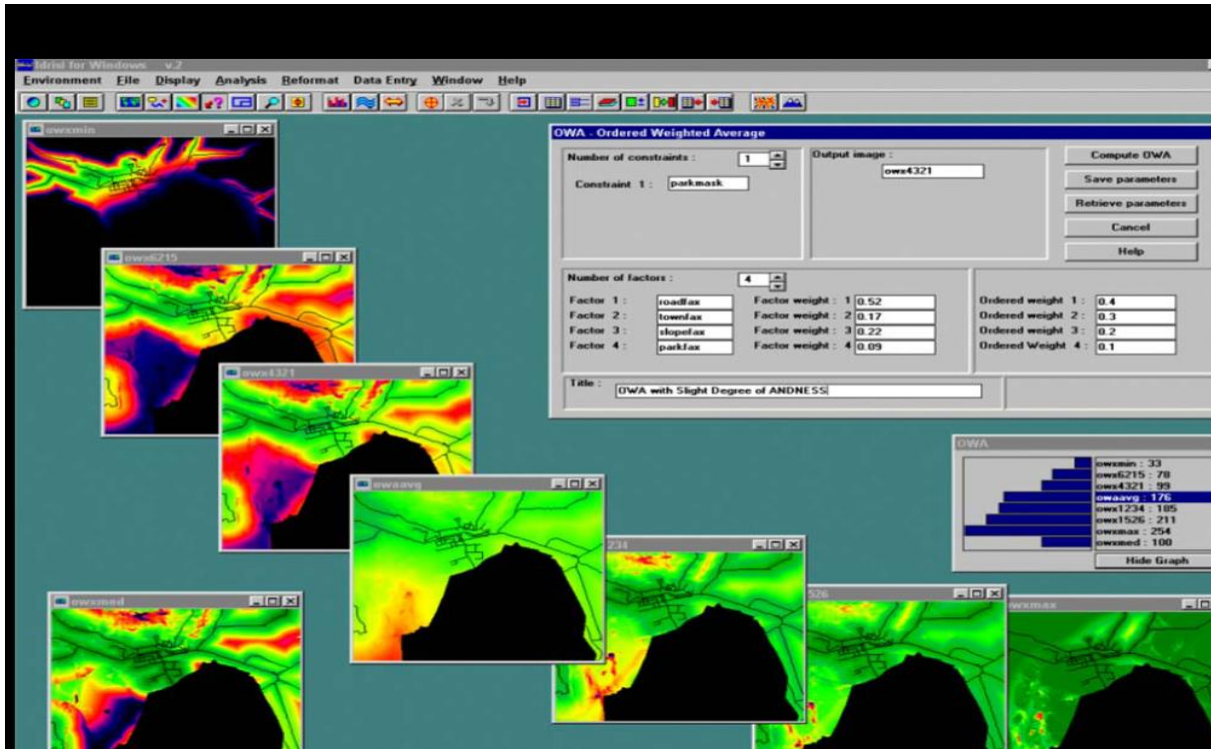 Idrisi for Windows v.2
Environment File Display Analysis Reformat Data Entry Window Help
owxmin
OWA - Ordered Weighted Average
Number of constraints : 1
Constraint 1 : parkmask
Output image :
owx4321
Compute OWA
Save parameters
Retrieve parameters
Cancel
Help
owx6215
Number of factors : 4
Factor 1 : roadfax Factor weight : 1 0.52 Ordered weight 1 : 0.4
Factor 2 : townfax Factor weight : 2 0.17 Ordered weight 2 : 0.3
Factor 3 : slopefax Factor weight : 3 0.22 Ordered weight 3 : 0.2
Factor 4 : parkfax Factor weight : 4 0.09 Ordered Weight 4 : 0.1
Title : OWA with Slight Degree of ANDNESS
owx4321
OWA
owxmin : 33
owx6215 : 78
owx4321 : 99
owaavg : 176
owx1234 : 185
owx1526 : 211
owxmax : 254
owxmed : 100
Hide Graph
owaavg
234
owxmed
526
owxmax